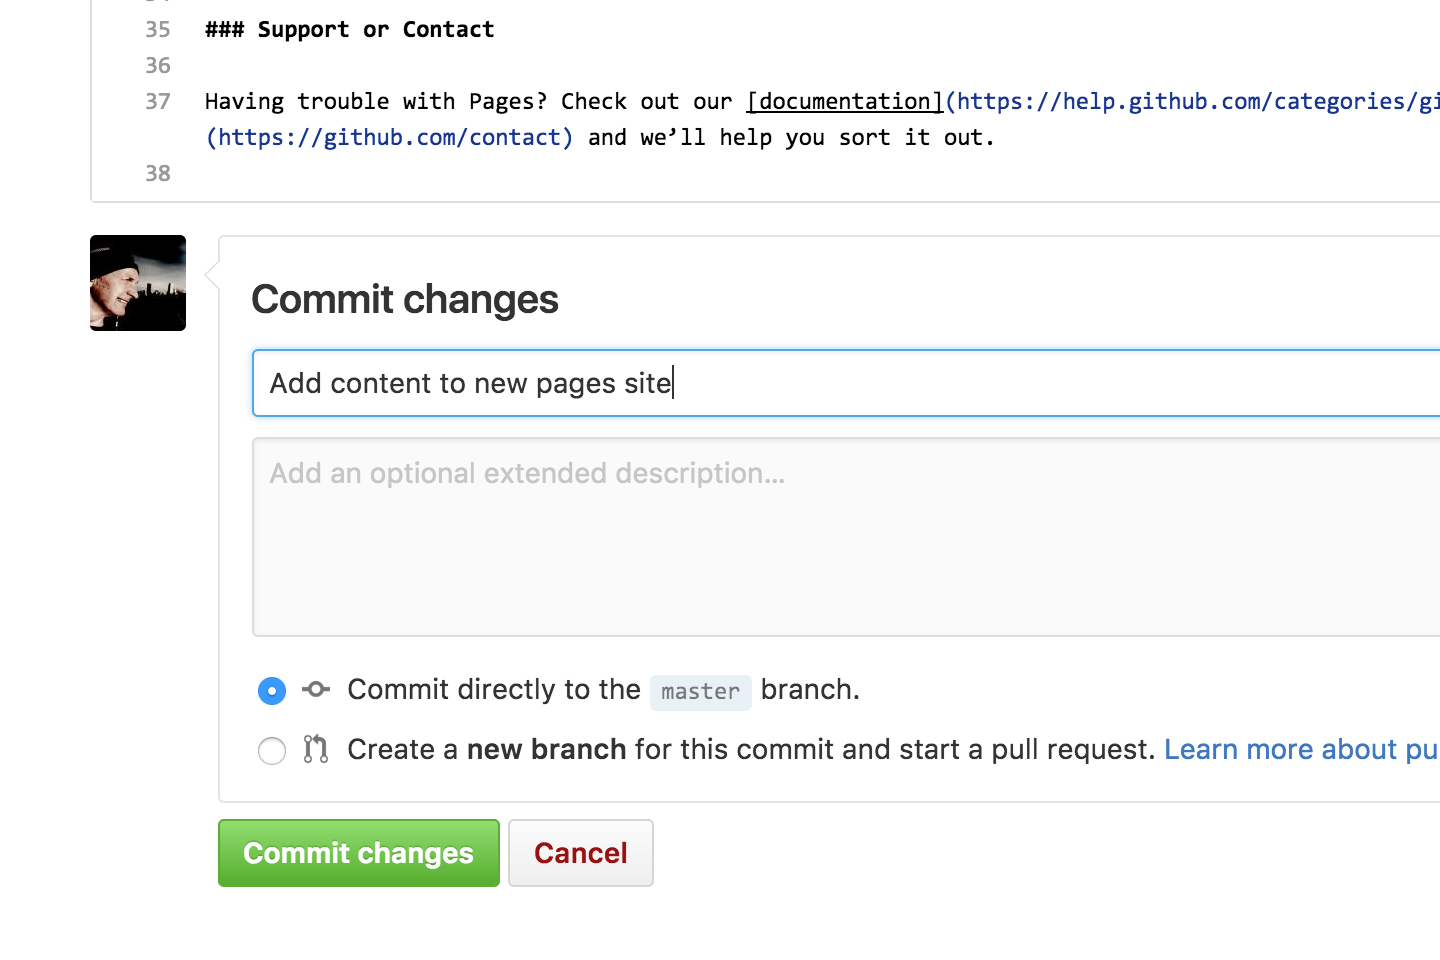 35 ### Support or Contact
36
37 Having trouble with Pages? Check out our [documentation](https://help.github.com/categories/gi
(https://github.com/contact) and we’ll help you sort it out.
38
Commit changes
Add content to new pages site
Add an optional extended description…
Commit directly to the master branch.
Create a new branch for this commit and start a pull request. Learn more about pu
Commit changes Cancel